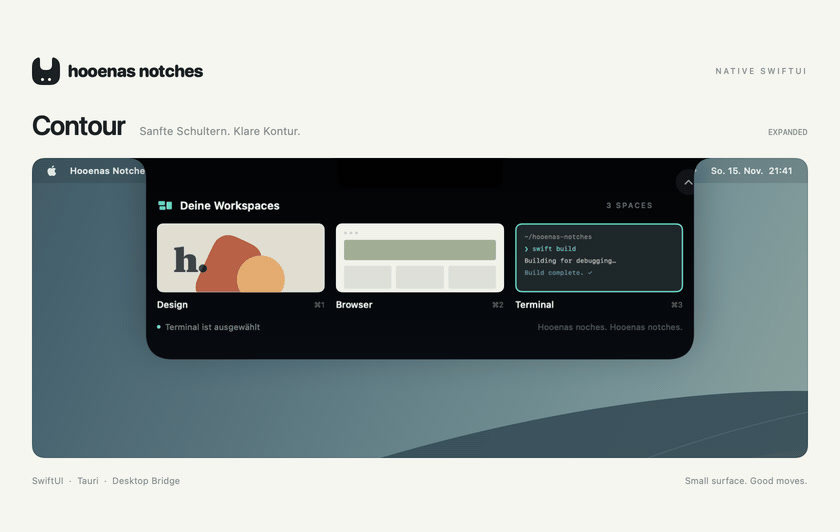 hooenas notches
NATIVE SWIFTUI
Contour
Sanfte Schultern. Klare Kontur.
EXPANDED
Hooenas Notche
So. 15. Nov. 21:41
Deine Workspaces
3 SPACES
h.
~/hooenas-notches
❯ swift build
Building for debugging…
Build complete. ✓
Design ⌘1
Browser ⌘2
Terminal ⌘3
Terminal ist ausgewählt
Hooenas noches. Hooenas notches.
SwiftUI · Tauri · Desktop Bridge
Small surface. Good moves.